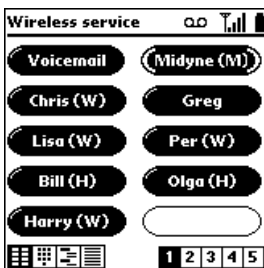 Wireless service
Voicemail Midyne (M)
Chris (W) Greg
Lisa (W) Per (W)
Bill (H) Olga (H)
Harry (W)
1 2 3 4 5